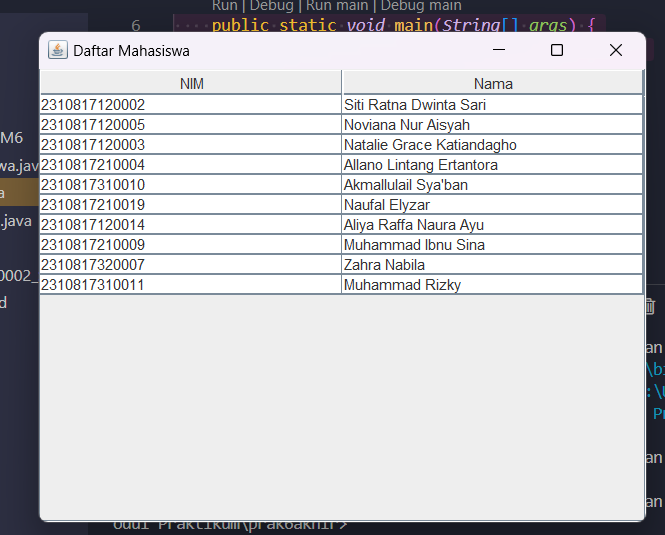 Run | Debug | Run main | Debug main
6 public static void main(String[] args) {
Daftar Mahasiswa
NIM Nama
2310817120002 Siti Ratna Dwinta Sari
2310817120005 Noviana Nur Aisyah
2310817120003 Natalie Grace Katiandagho
2310817210004 Allano Lintang Ertantora
2310817310010 Akmallulail Sya'ban
2310817210019 Naufal Elyzar
2310817120014 Aliya Raffa Naura Ayu
2310817210009 Muhammad Ibnu Sina
2310817320007 Zahra Nabila
2310817310011 Muhammad Rizky
M6
wa.jav
a
.java
0002_
d
an
\bi
Pr
an
an
Praktikum\prak6akhir>